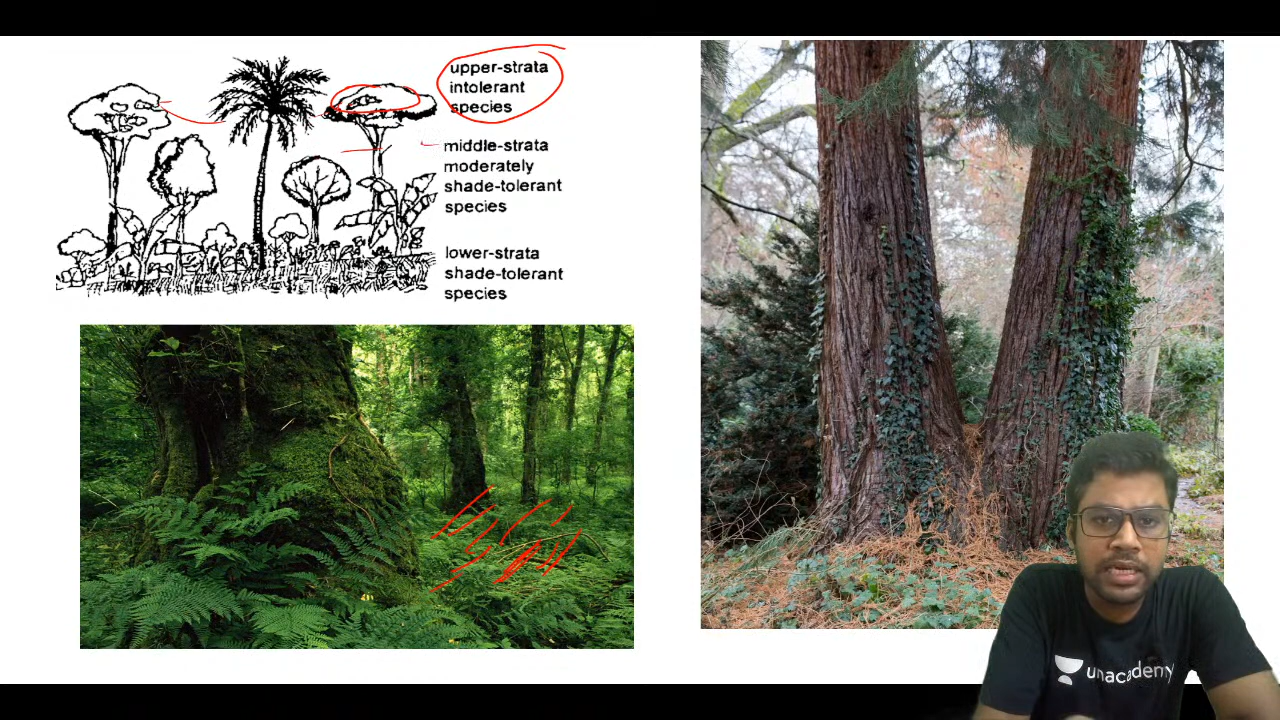 upper-strata
intolerant
species
middle-strata
moderately
shade-tolerant
species
lower-strata
shade-tolerant
species
unacademy